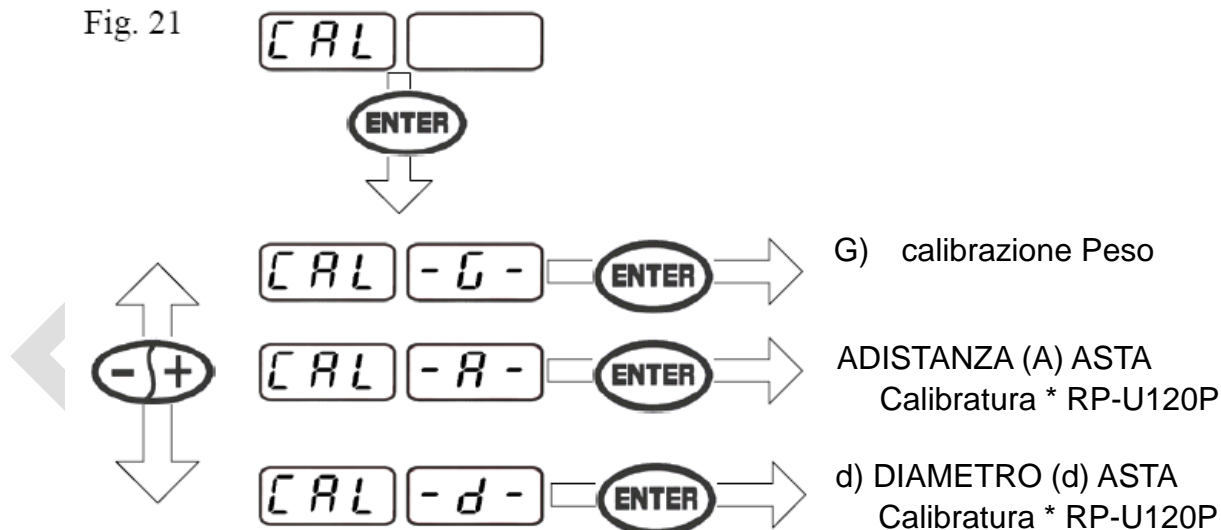 Fig. 21
CAL
ENTER
CAL -G- ENTER G) calibrazione Peso
- +
CAL -A- ENTER ADISTANZA (A) ASTA
Calibratura * RP-U120P
CAL -d- ENTER d) DIAMETRO (d) ASTA
Calibratura * RP-U120P